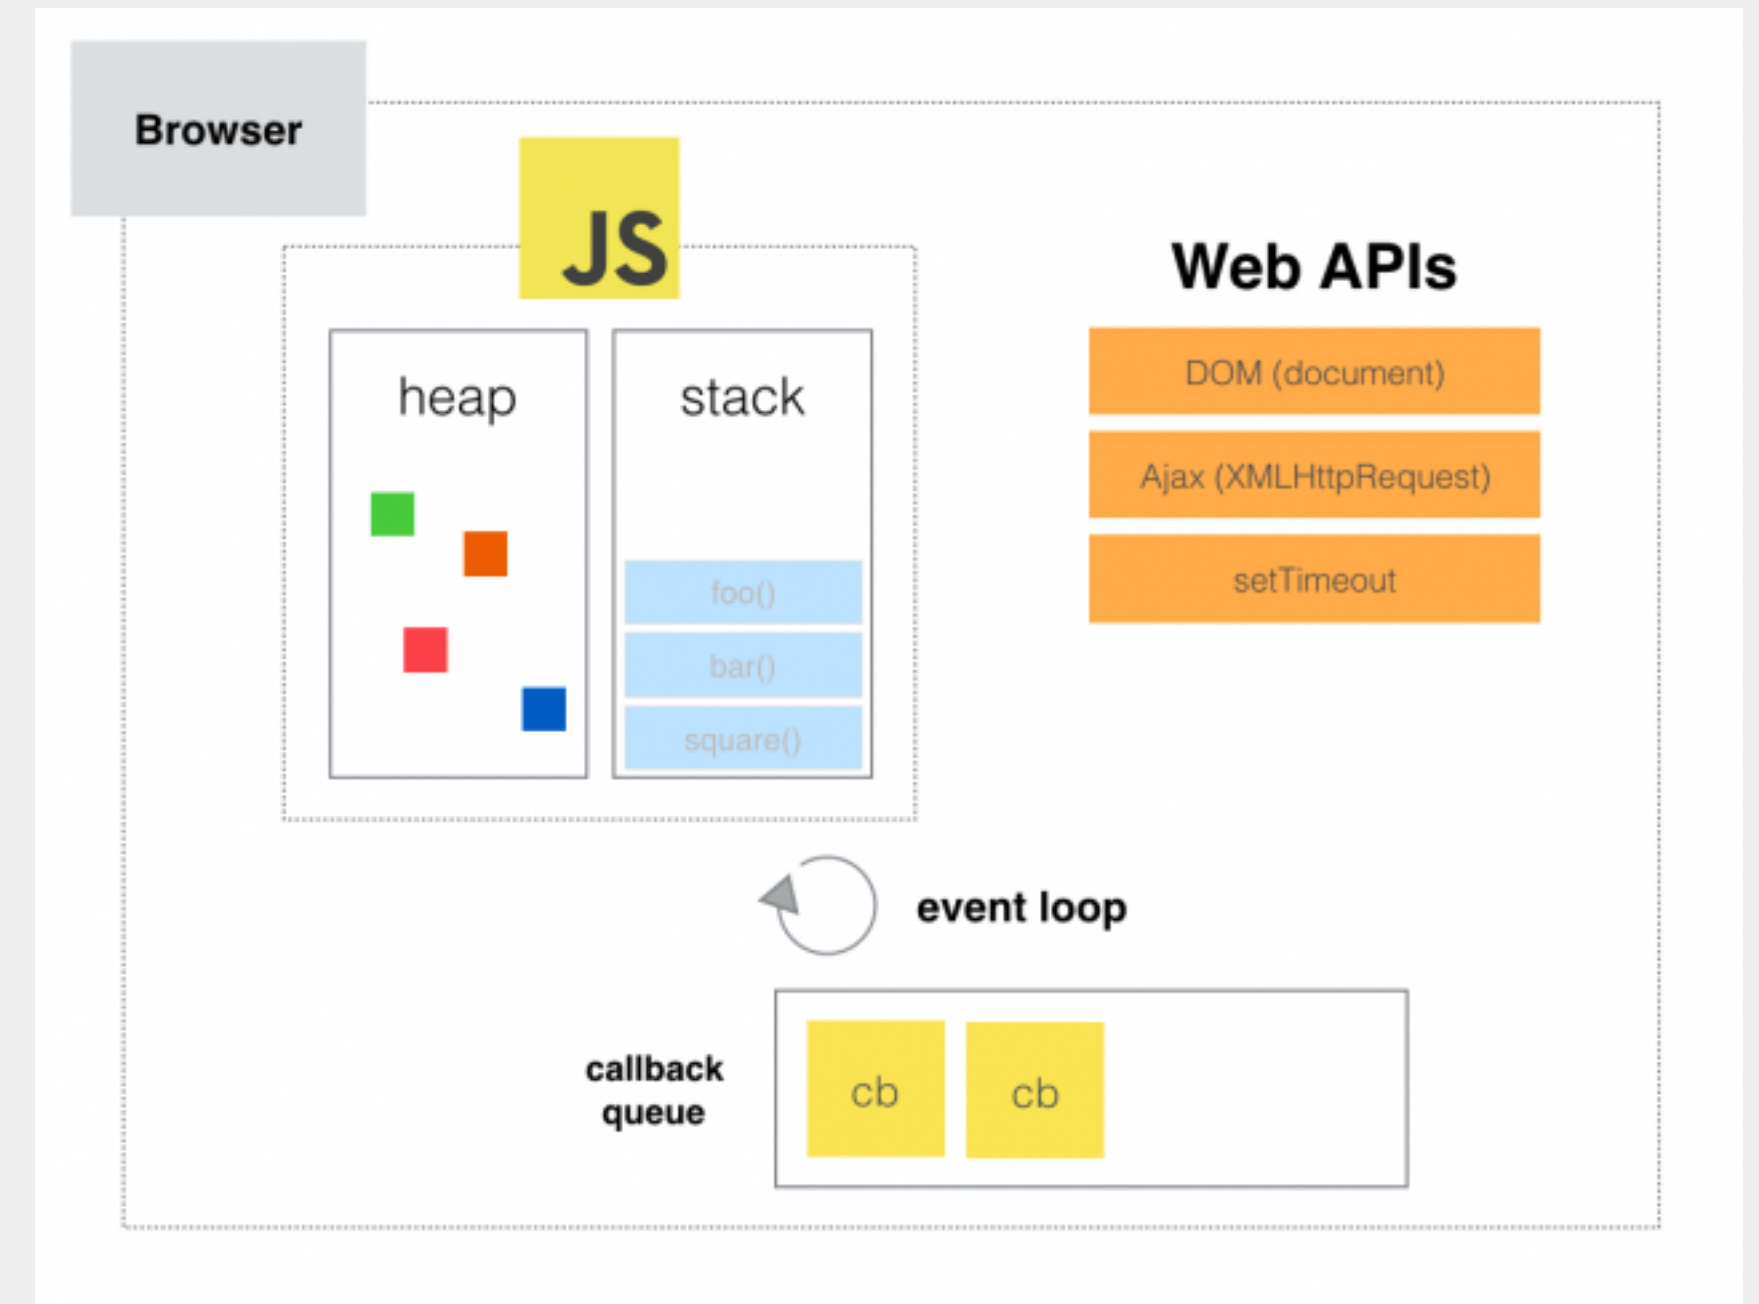 Browser
JS
heap
stack
foo()
bar()
square()
Web APIs
DOM (document)
Ajax (XMLHttpRequest)
setTimeout
event loop
callback
queue
cb
cb